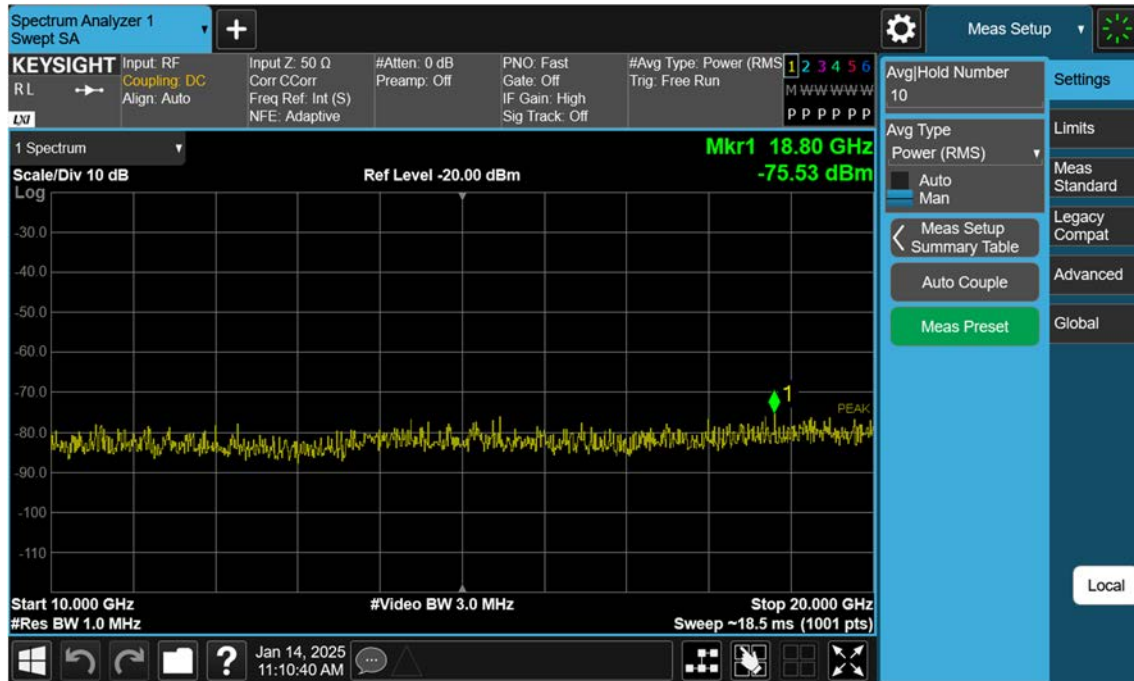 Spectrum Analyzer 1
Swept SA
Meas Setup
KEYSIGHT
RL
LXI
Input: RF
Coupling: DC
Align: Auto
Input Z: 50 Ω
Corr CCorr
Freq Ref: Int (S)
NFE: Adaptive
#Atten: 0 dB
Preamp: Off
PNO: Fast
Gate: Off
IF Gain: High
Sig Track: Off
#Avg Type: Power (RMS
Trig: Free Run
1 2 3 4 5 6
M W W W W W
P P P P P P
1 Spectrum
Mkr1 18.80 GHz
-75.53 dBm
Scale/Div 10 dB
Ref Level -20.00 dBm
Log
-30.0
-40.0
-50.0
-60.0
-70.0
-80.0
-90.0
-100
-110
1
PEAK
Start 10.000 GHz
#Video BW 3.0 MHz
Stop 20.000 GHz
#Res BW 1.0 MHz
Sweep ~18.5 ms (1001 pts)
Avg|Hold Number
10
Avg Type
Power (RMS)
Auto
Man
Meas Setup
Summary Table
Auto Couple
Meas Preset
Settings
Limits
Meas
Standard
Legacy
Compat
Advanced
Global
Local
?
Jan 14, 2025
11:10:40 AM